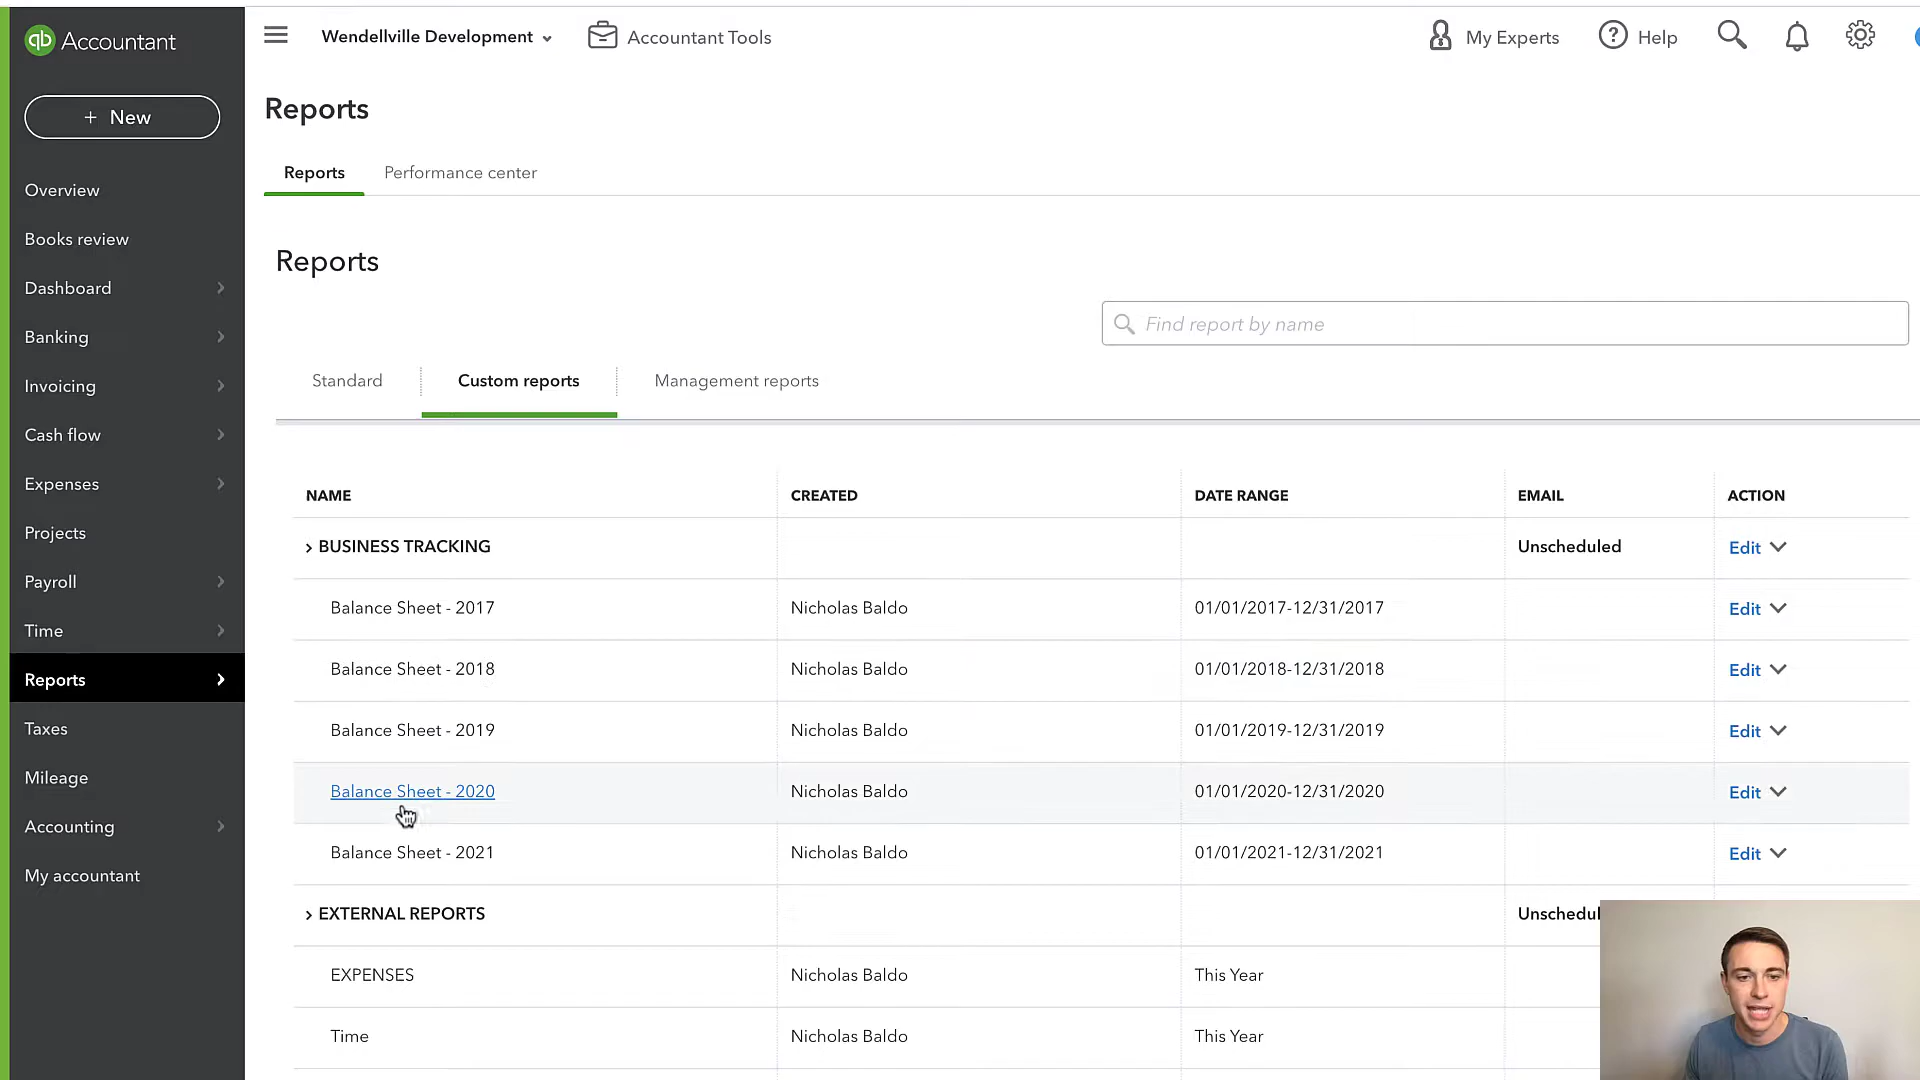 qb Accountant
Wendellville Development
Accountant Tools
My Experts
Help
+ New
Reports
Reports
Performance center
Overview
Books review
Dashboard
Banking
Invoicing
Cash flow
Expenses
Projects
Payroll
Time
Reports
Taxes
Mileage
Accounting
My accountant
Reports
Find report by name
Standard
Custom reports
Management reports
NAME CREATED DATE RANGE EMAIL ACTION
BUSINESS TRACKING Unscheduled Edit
Balance Sheet - 2017 Nicholas Baldo 01/01/2017-12/31/2017 Edit
Balance Sheet - 2018 Nicholas Baldo 01/01/2018-12/31/2018 Edit
Balance Sheet - 2019 Nicholas Baldo 01/01/2019-12/31/2019 Edit
Balance Sheet - 2020 Nicholas Baldo 01/01/2020-12/31/2020 Edit
Balance Sheet - 2021 Nicholas Baldo 01/01/2021-12/31/2021 Edit
EXTERNAL REPORTS Unschedul
EXPENSES Nicholas Baldo This Year
Time Nicholas Baldo This Year